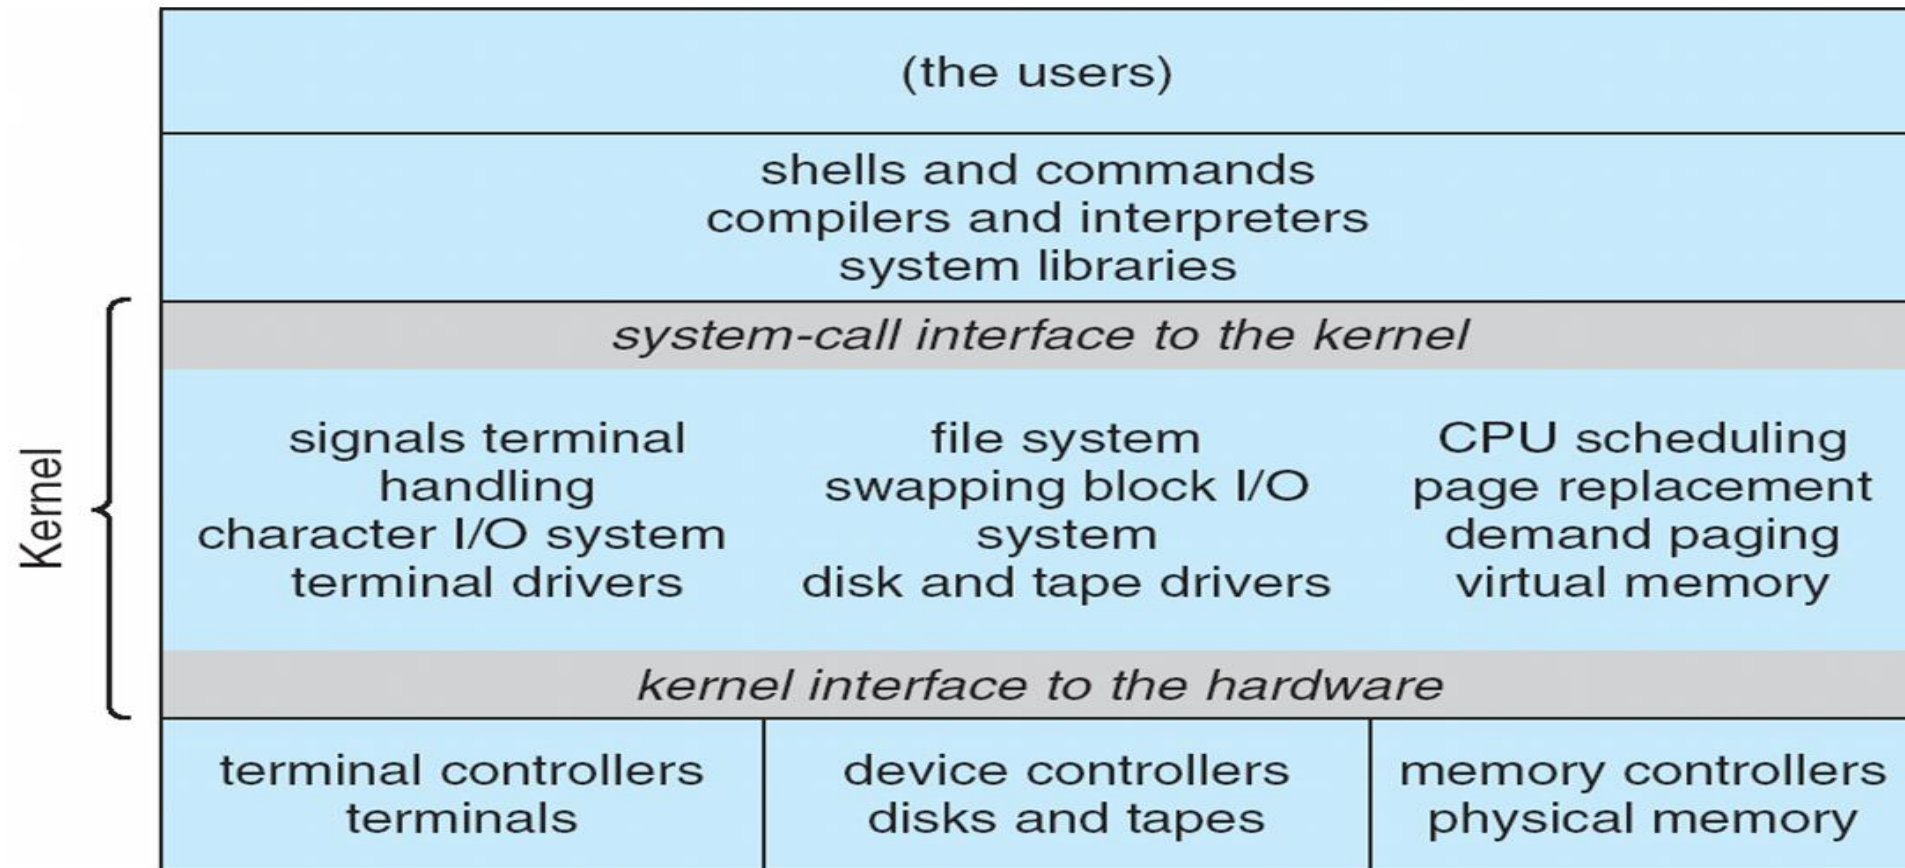 (the users)
shells and commands
compilers and interpreters
system libraries
Kernel
system-call interface to the kernel
signals terminal
handling
character I/O system
terminal drivers
file system
swapping block I/O
system
disk and tape drivers
CPU scheduling
page replacement
demand paging
virtual memory
kernel interface to the hardware
terminal controllers
terminals
device controllers
disks and tapes
memory controllers
physical memory